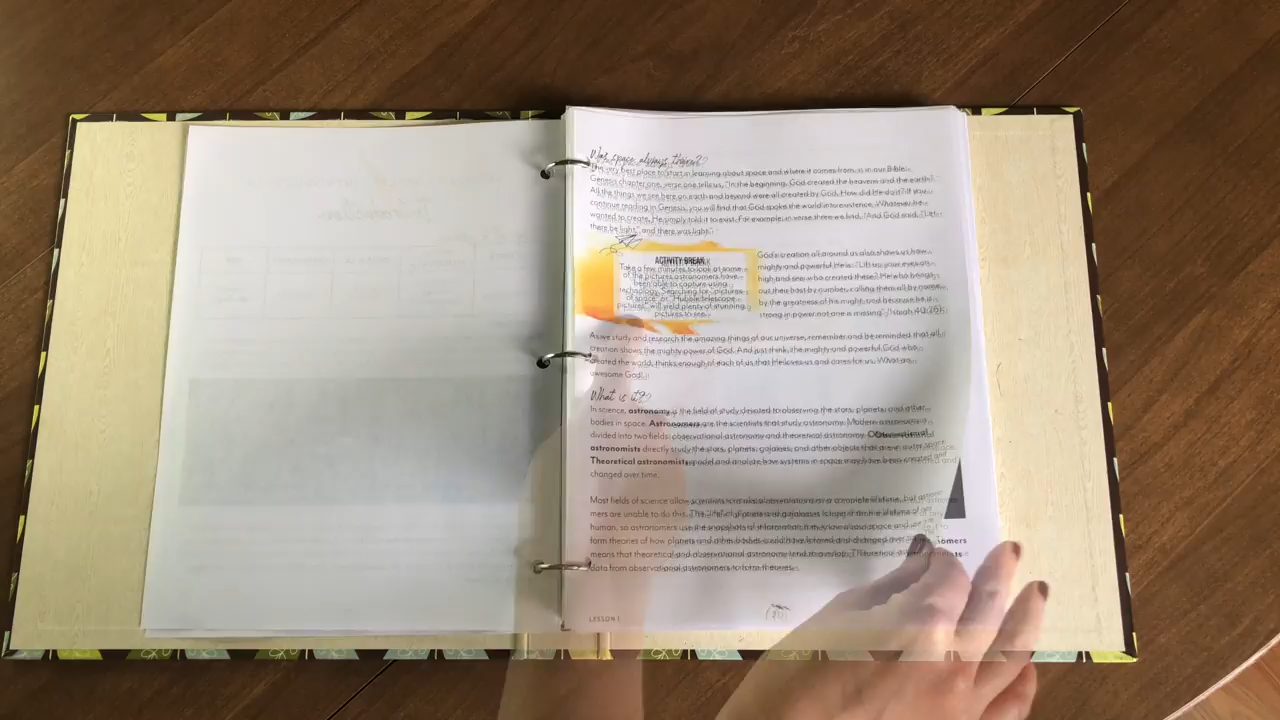 Was space always there?
The very best place to start in learning about space and where it comes from, is in our Bible.
Genesis chapter one, verse one tells us, "In the beginning, God created the heavens and the earth."
All the things we see here on earth and beyond were all created by God. How did He do it? If you
continue reading in Genesis, you will find that God spoke the world into existence. Whatever he
wanted to create, He simply told it to exist. For example, in verse three we find, "And God said, "Let
there be light," and there was light."
ACTIVITY BREAK
Take a few minutes to look at some
of the pictures astronomers have
been able to capture using
technology. Searching for "pictures
of space" or "Hubble telescope
pictures" will yield plenty of stunning
pictures to see.
God's creation all around us also shows us how
mighty and powerful He is. "Lift up your eyes on
high and see: who created these? He who brings
out their host by number, calling them all by name,
by the greatness of his might, and because he is
strong in power not one is missing." Isaiah 40:26
As we study and research the amazing things of our universe, remember and be reminded that all
creation shows the mighty power of God. And just think, the mighty and powerful God who
created the world, thinks enough of each of us that He loves us and cares for us. What an
awesome God!
What is it?
In science, astronomy is the field of study devoted to observing the stars, planets, and other
bodies in space. Astronomers are the scientists that study astronomy. Modern astronomy is
divided into two fields: observational astronomy and theoretical astronomy. Observational
astronomists directly study the stars, planets, galaxies, and other objects that are in outer space.
Theoretical astronomists model and analyze how systems in space may have been created and
changed over time.
Most fields of science allow scientists to make observations over a complete lifetime, but astrono-
mers are unable to do this. The life of planets and galaxies is longer than the lifetime of any
human, so astronomers use the snapshots of information they have about space and use to
form theories of how planets and other bodies could have formed and changed over
means that theoretical and observational astronomy tend to overlap. Theoretical astronomists
data from observational astronomers to form theories.
LESSON 1